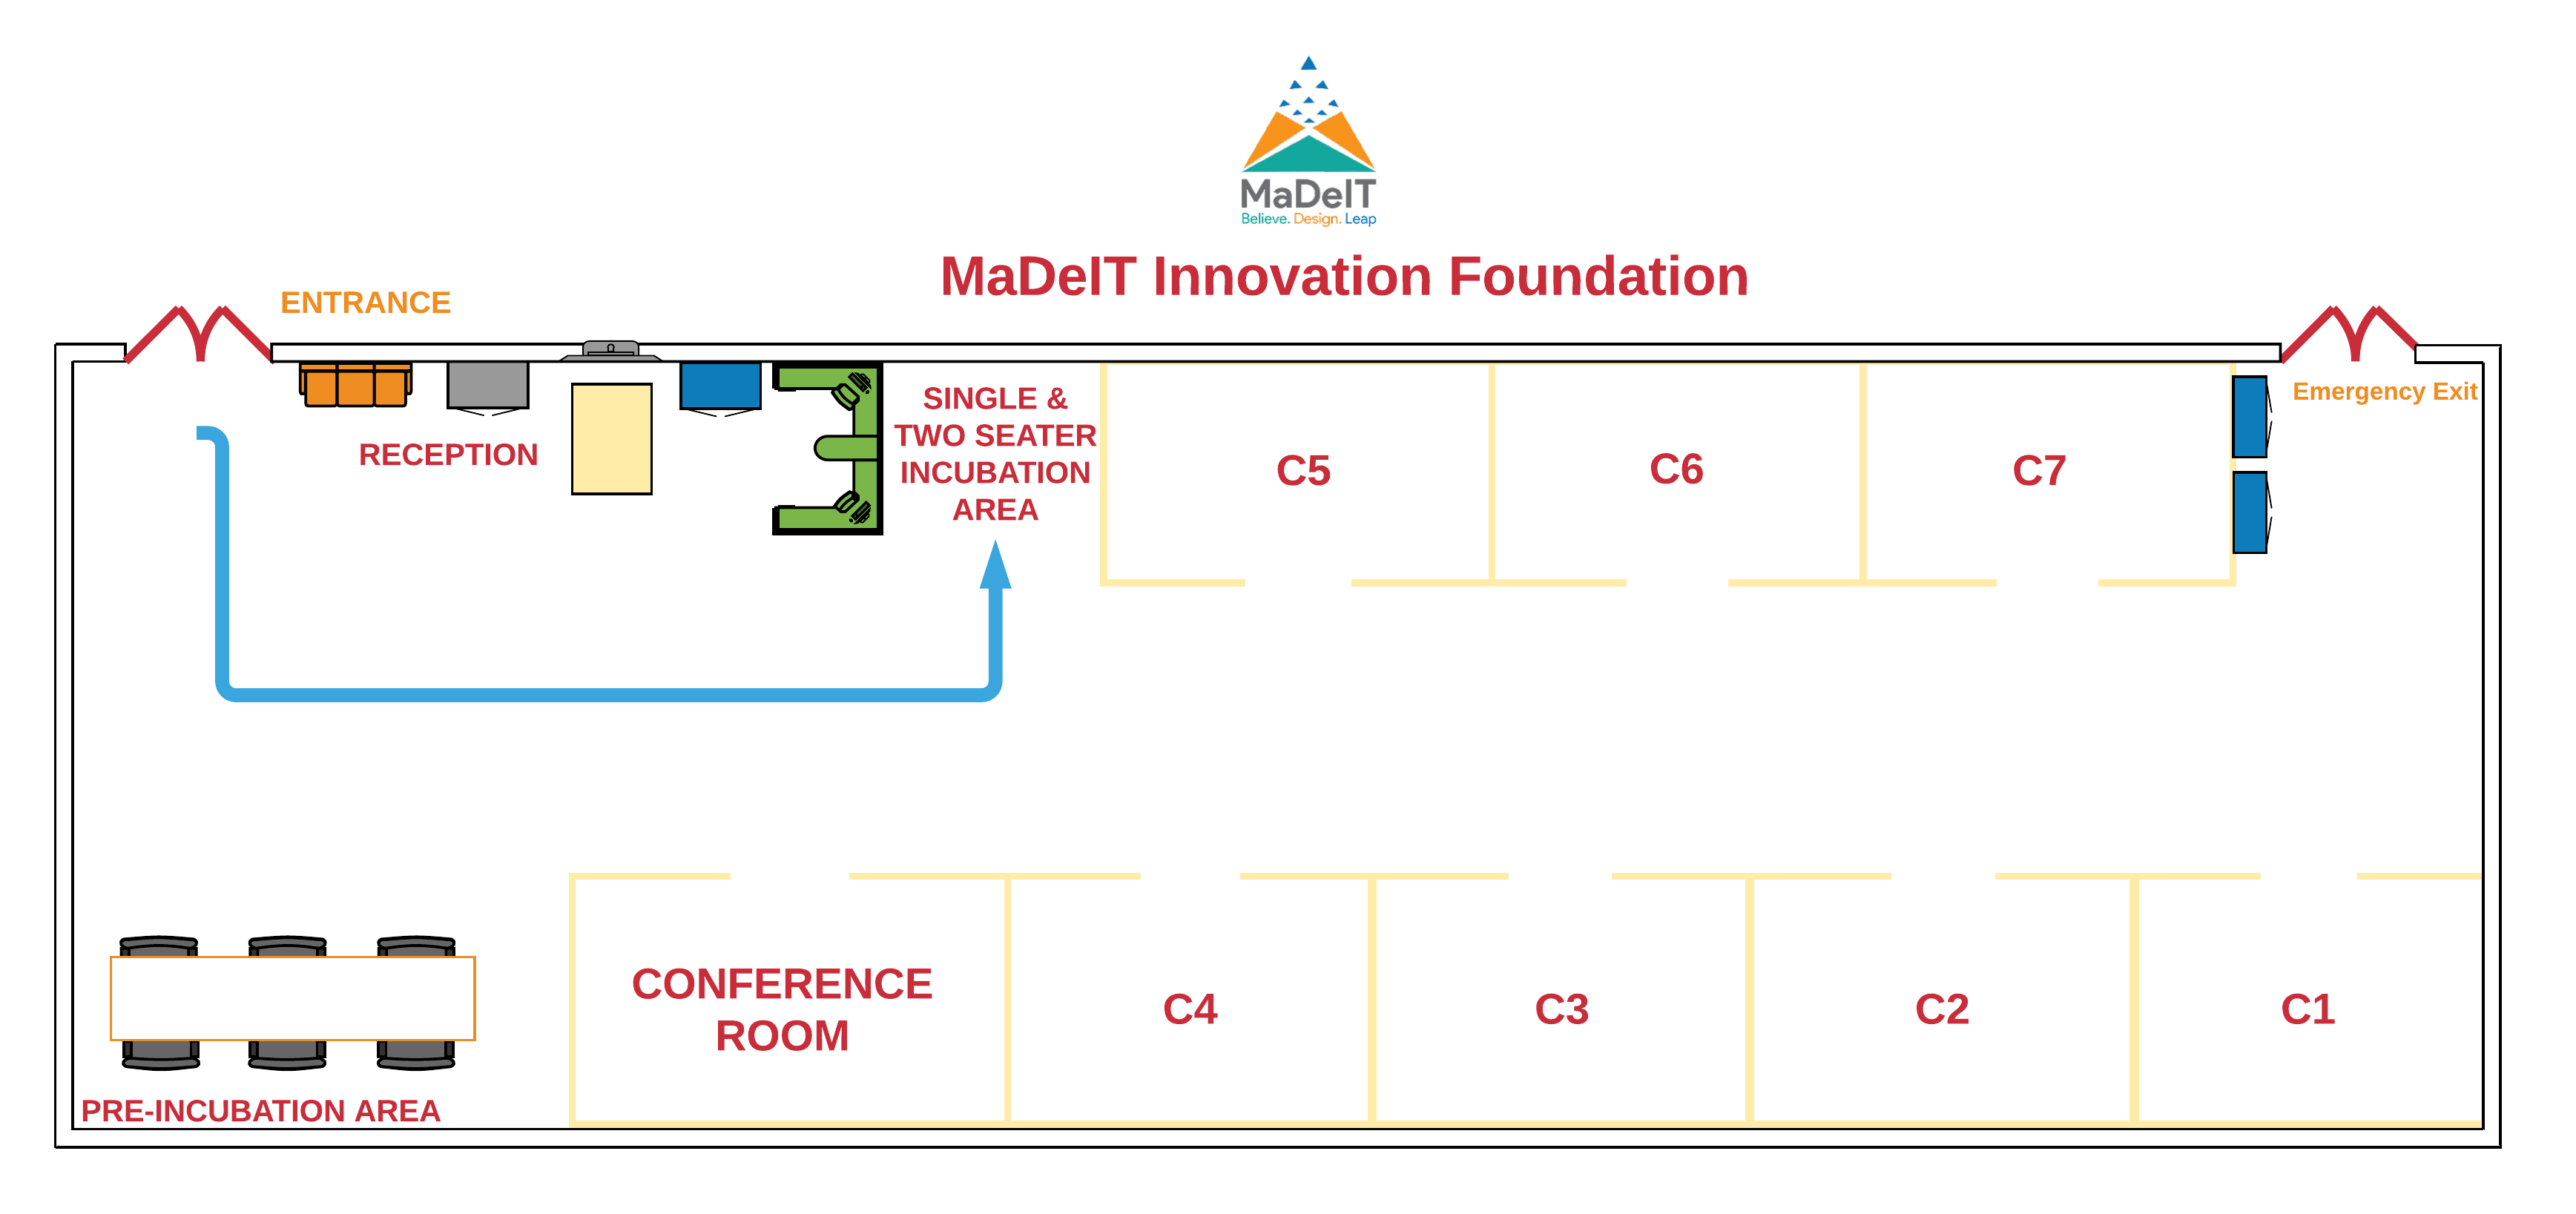 MaDeIT
Believe. Design. Leap
MaDeIT Innovation Foundation
ENTRANCE
Emergency Exit
RECEPTION
SINGLE &
TWO SEATER
INCUBATION
AREA
C5
C6
C7
CONFERENCE
ROOM
C4
C3
C2
C1
PRE-INCUBATION AREA